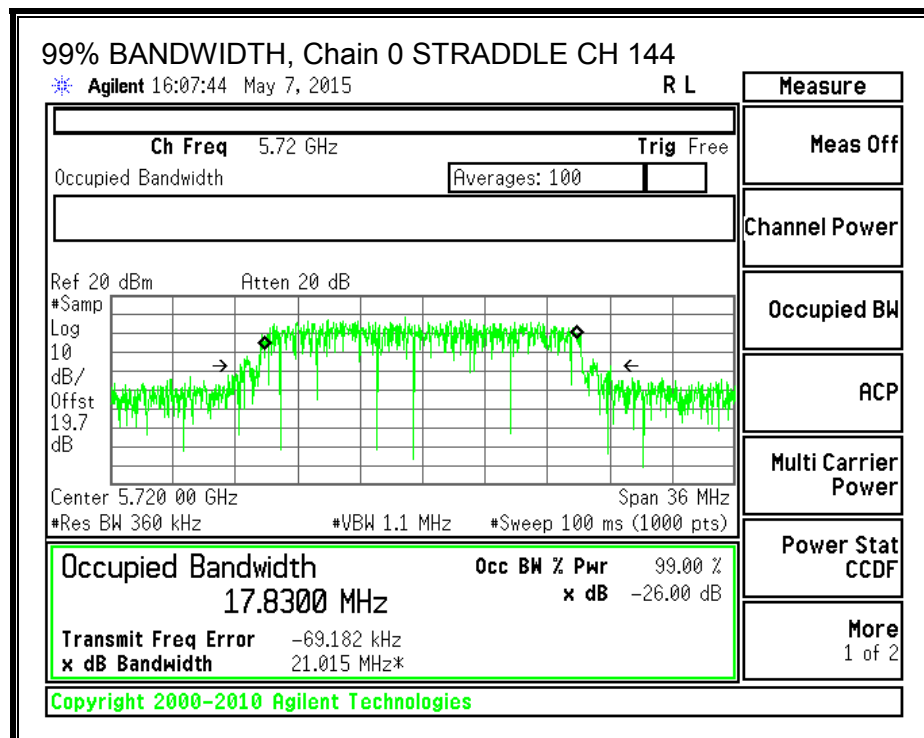 99% BANDWIDTH, Chain 0 STRADDLE CH 144
Agilent 16:07:44 May 7, 2015 R L
Measure
Ch Freq 5.72 GHz Trig Free
Meas Off
Occupied Bandwidth Averages: 100
Channel Power
Ref 20 dBm Atten 20 dB
#Samp
Log
10
dB/
Offst
19.7
dB
Occupied BW
ACP
Multi Carrier
Power
Center 5.720 00 GHz Span 36 MHz
#Res BW 360 kHz #VBW 1.1 MHz #Sweep 100 ms (1000 pts)
Power Stat
CCDF
Occupied Bandwidth Occ BW % Pwr 99.00 %
17.8300 MHz x dB -26.00 dB
Transmit Freq Error -69.182 kHz
x dB Bandwidth 21.015 MHz*
More
1 of 2
Copyright 2000-2010 Agilent Technologies